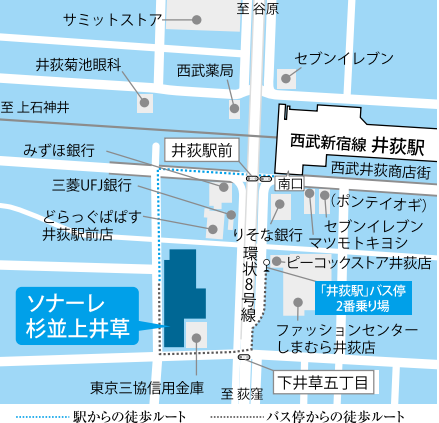 至 谷原
サミットストア
セブンイレブン
井荻菊池眼科
西武薬局
至 上石神井
西武新宿線 井荻駅
井荻駅前
みずほ銀行
西武井荻商店街
南口
三菱UFJ銀行
(ボンテイオギ)
どらっぐぱぱす
井荻駅前店
セブンイレブン
マツモトキヨシ
りそな銀行
環状8号線
ピーコックストア井荻店
「井荻駅」バス停
2番乗り場
ソナーレ
杉並上井草
ファッションセンター
しまむら井荻店
東京三協信用金庫
至 荻窪
下井草五丁目
駅からの徒歩ルート
バス停からの徒歩ルート